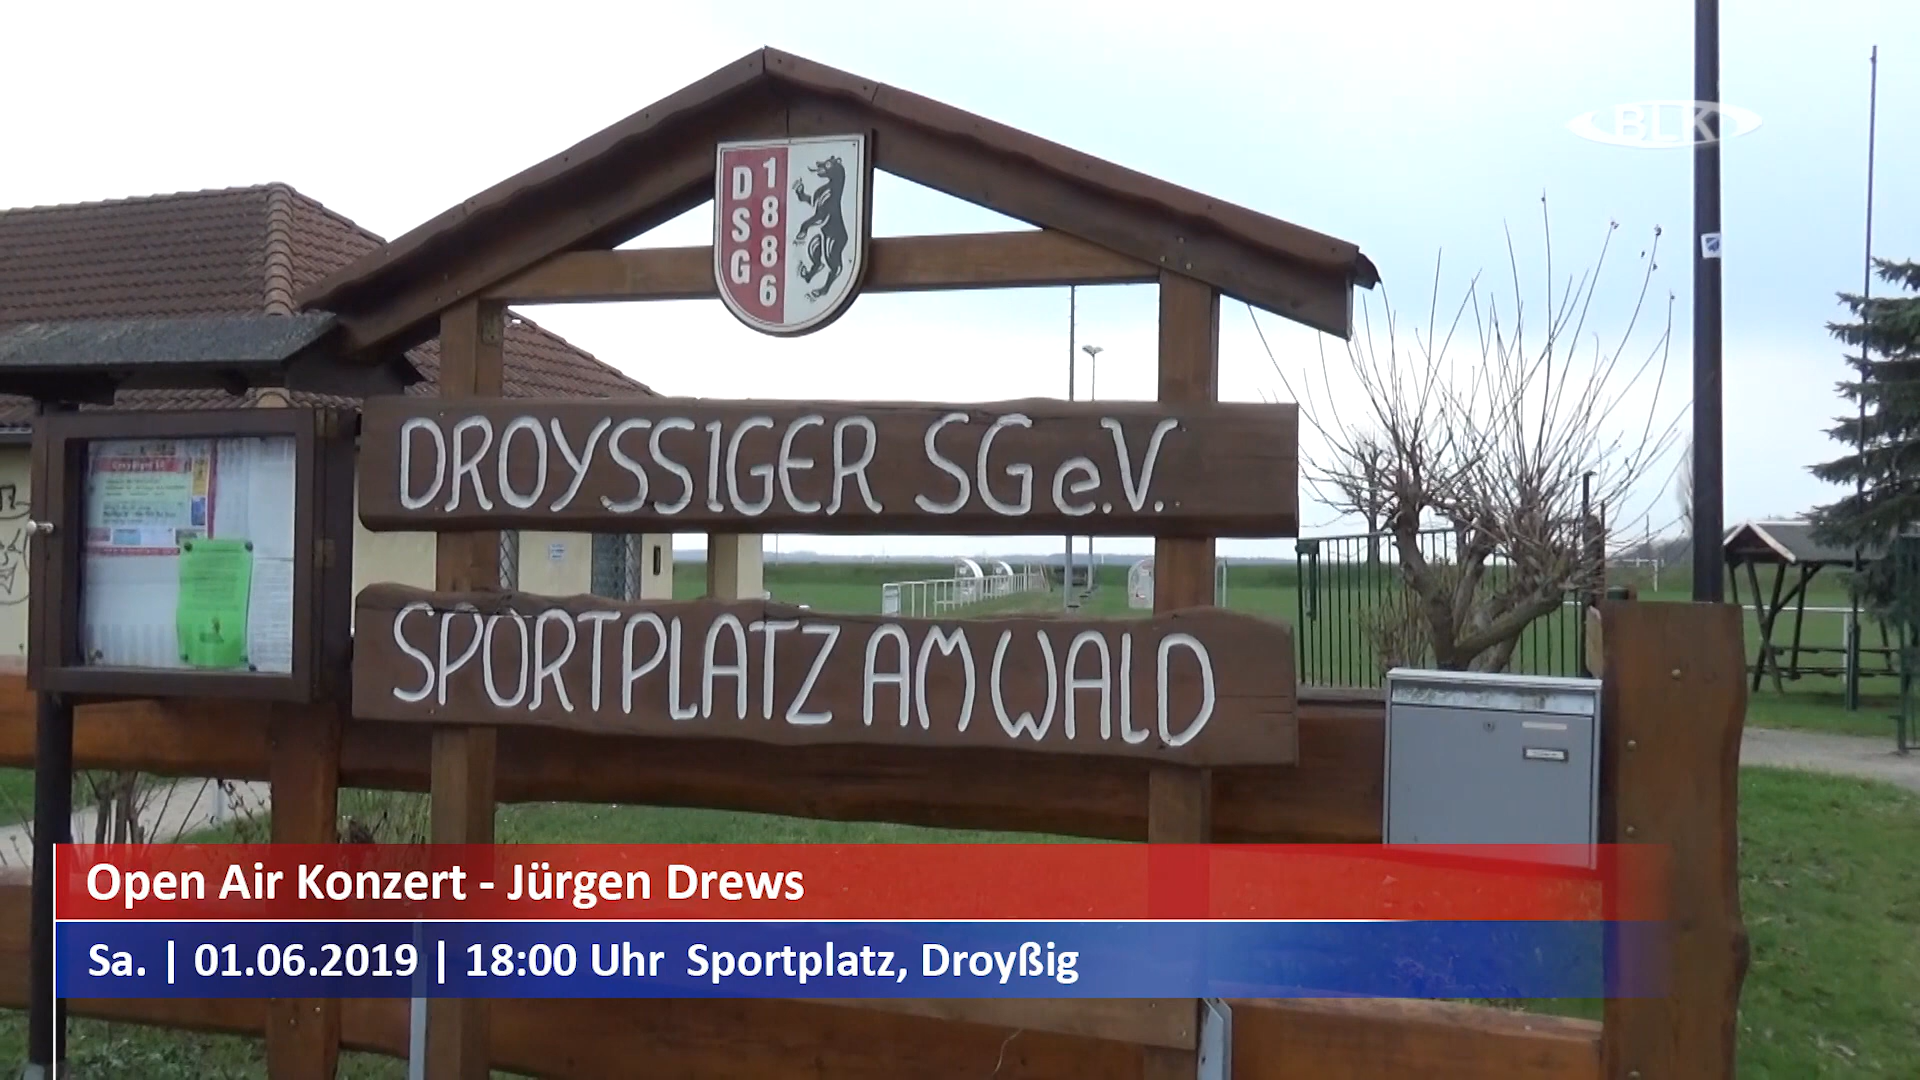 BLK
DSG
1886
DROYSSIGER SG e.V.
SPORTPLATZ AM WALD
Open Air Konzert - Jürgen Drews
Sa. | 01.06.2019 | 18:00 Uhr Sportplatz, Droyßig